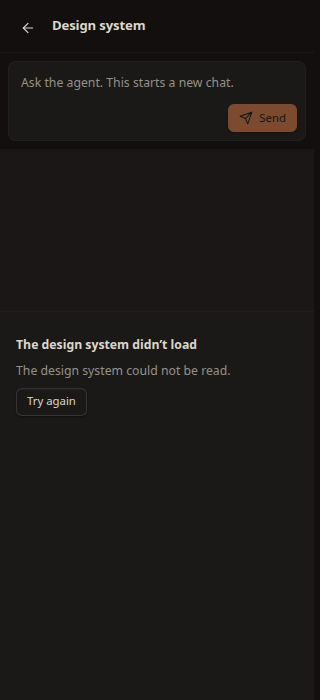 Design system
Ask the agent. This starts a new chat.
Send
The design system didn’t load
The design system could not be read.
Try again